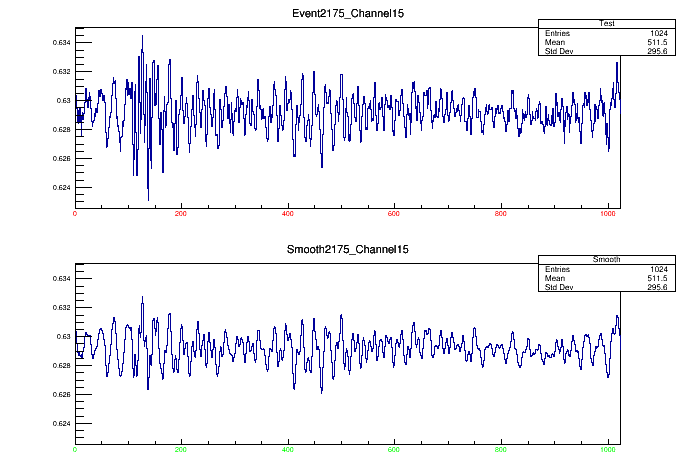 Event2175_Channel15
Test
Entries 1024
Mean 511.5
Std Dev 295.6
0.634
0.632
0.63
0.628
0.626
0.624
0 200 400 600 800 1000
Smooth2175_Channel15
Smooth
Entries 1024
Mean 511.5
Std Dev 295.6
0.634
0.632
0.63
0.628
0.626
0.624
0 200 400 600 800 1000